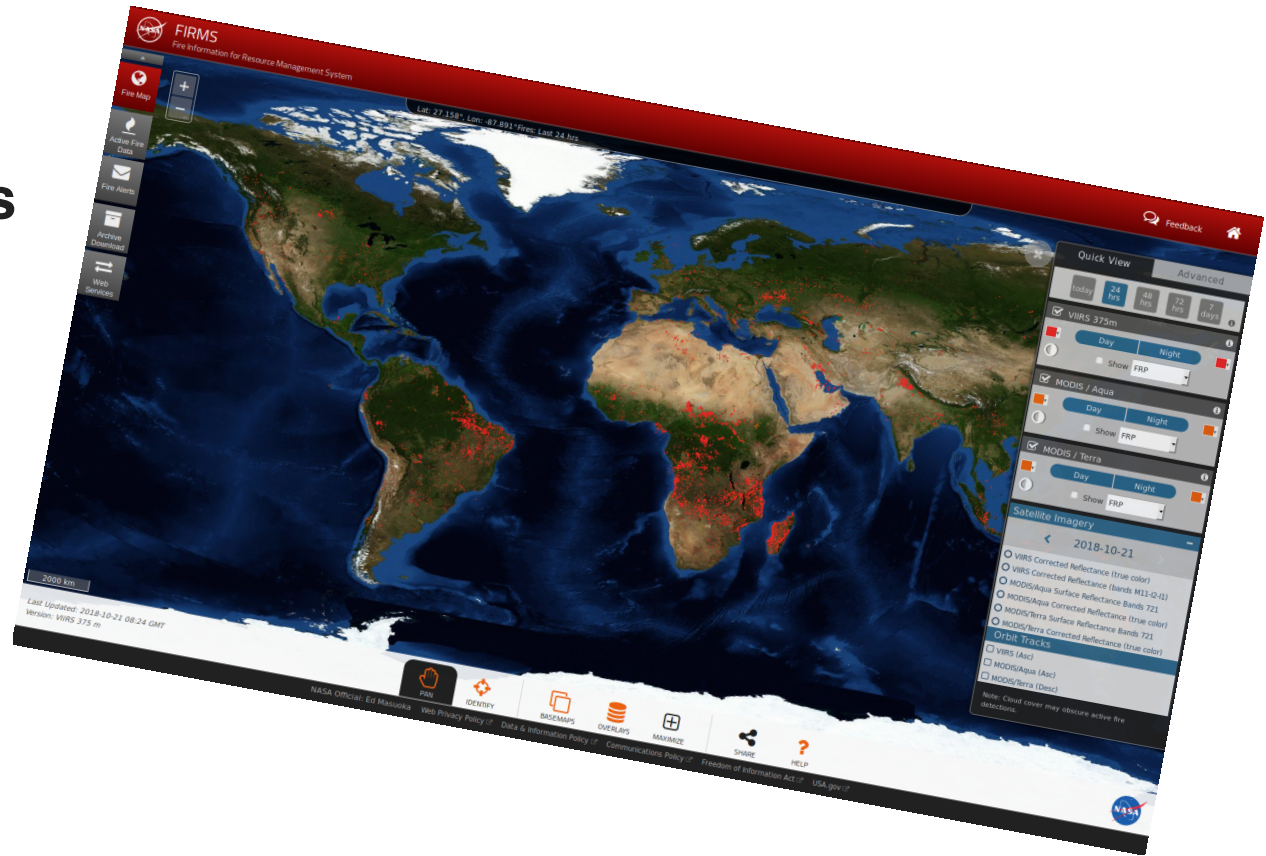 s
NASA
FIRMS
Fire Information for Resource Management System
Feedback
Fire Map
Active Fire
Data
Fire Alerts
Archive
Download
Web
Services
+
−
Lat: 27.158°, Lon: -87.891°Fires: Last 24 hrs
Quick View
Advanced
today
24
hrs
48
hrs
72
hrs
7
days
VIIRS 375m
Day
Night
Show
FRP
MODIS / Aqua
Day
Night
Show
FRP
MODIS / Terra
Day
Night
Show
FRP
Satellite Imagery
2018-10-21
VIIRS Corrected Reflectance (true color)
VIIRS Corrected Reflectance (bands M11-I2-I1)
MODIS/Aqua Surface Reflectance Bands 721
MODIS/Aqua Corrected Reflectance (true color)
MODIS/Terra Surface Reflectance Bands 721
MODIS/Terra Corrected Reflectance (true color)
Orbit Tracks
VIIRS (Asc)
MODIS/Aqua (Asc)
MODIS/Terra (Desc)
Note: Cloud cover may obscure active fire
detections.
2000 km
Last Updated: 2018-10-21 08:24 GMT
Version: VIIRS 375 m
PAN
IDENTIFY
BASEMAPS
OVERLAYS
MAXIMIZE
SHARE
HELP
NASA Official: Ed Masuoka
Web Privacy Policy
Data & Information Policy
Communications Policy
Freedom of Information Act
USA.gov
NASA